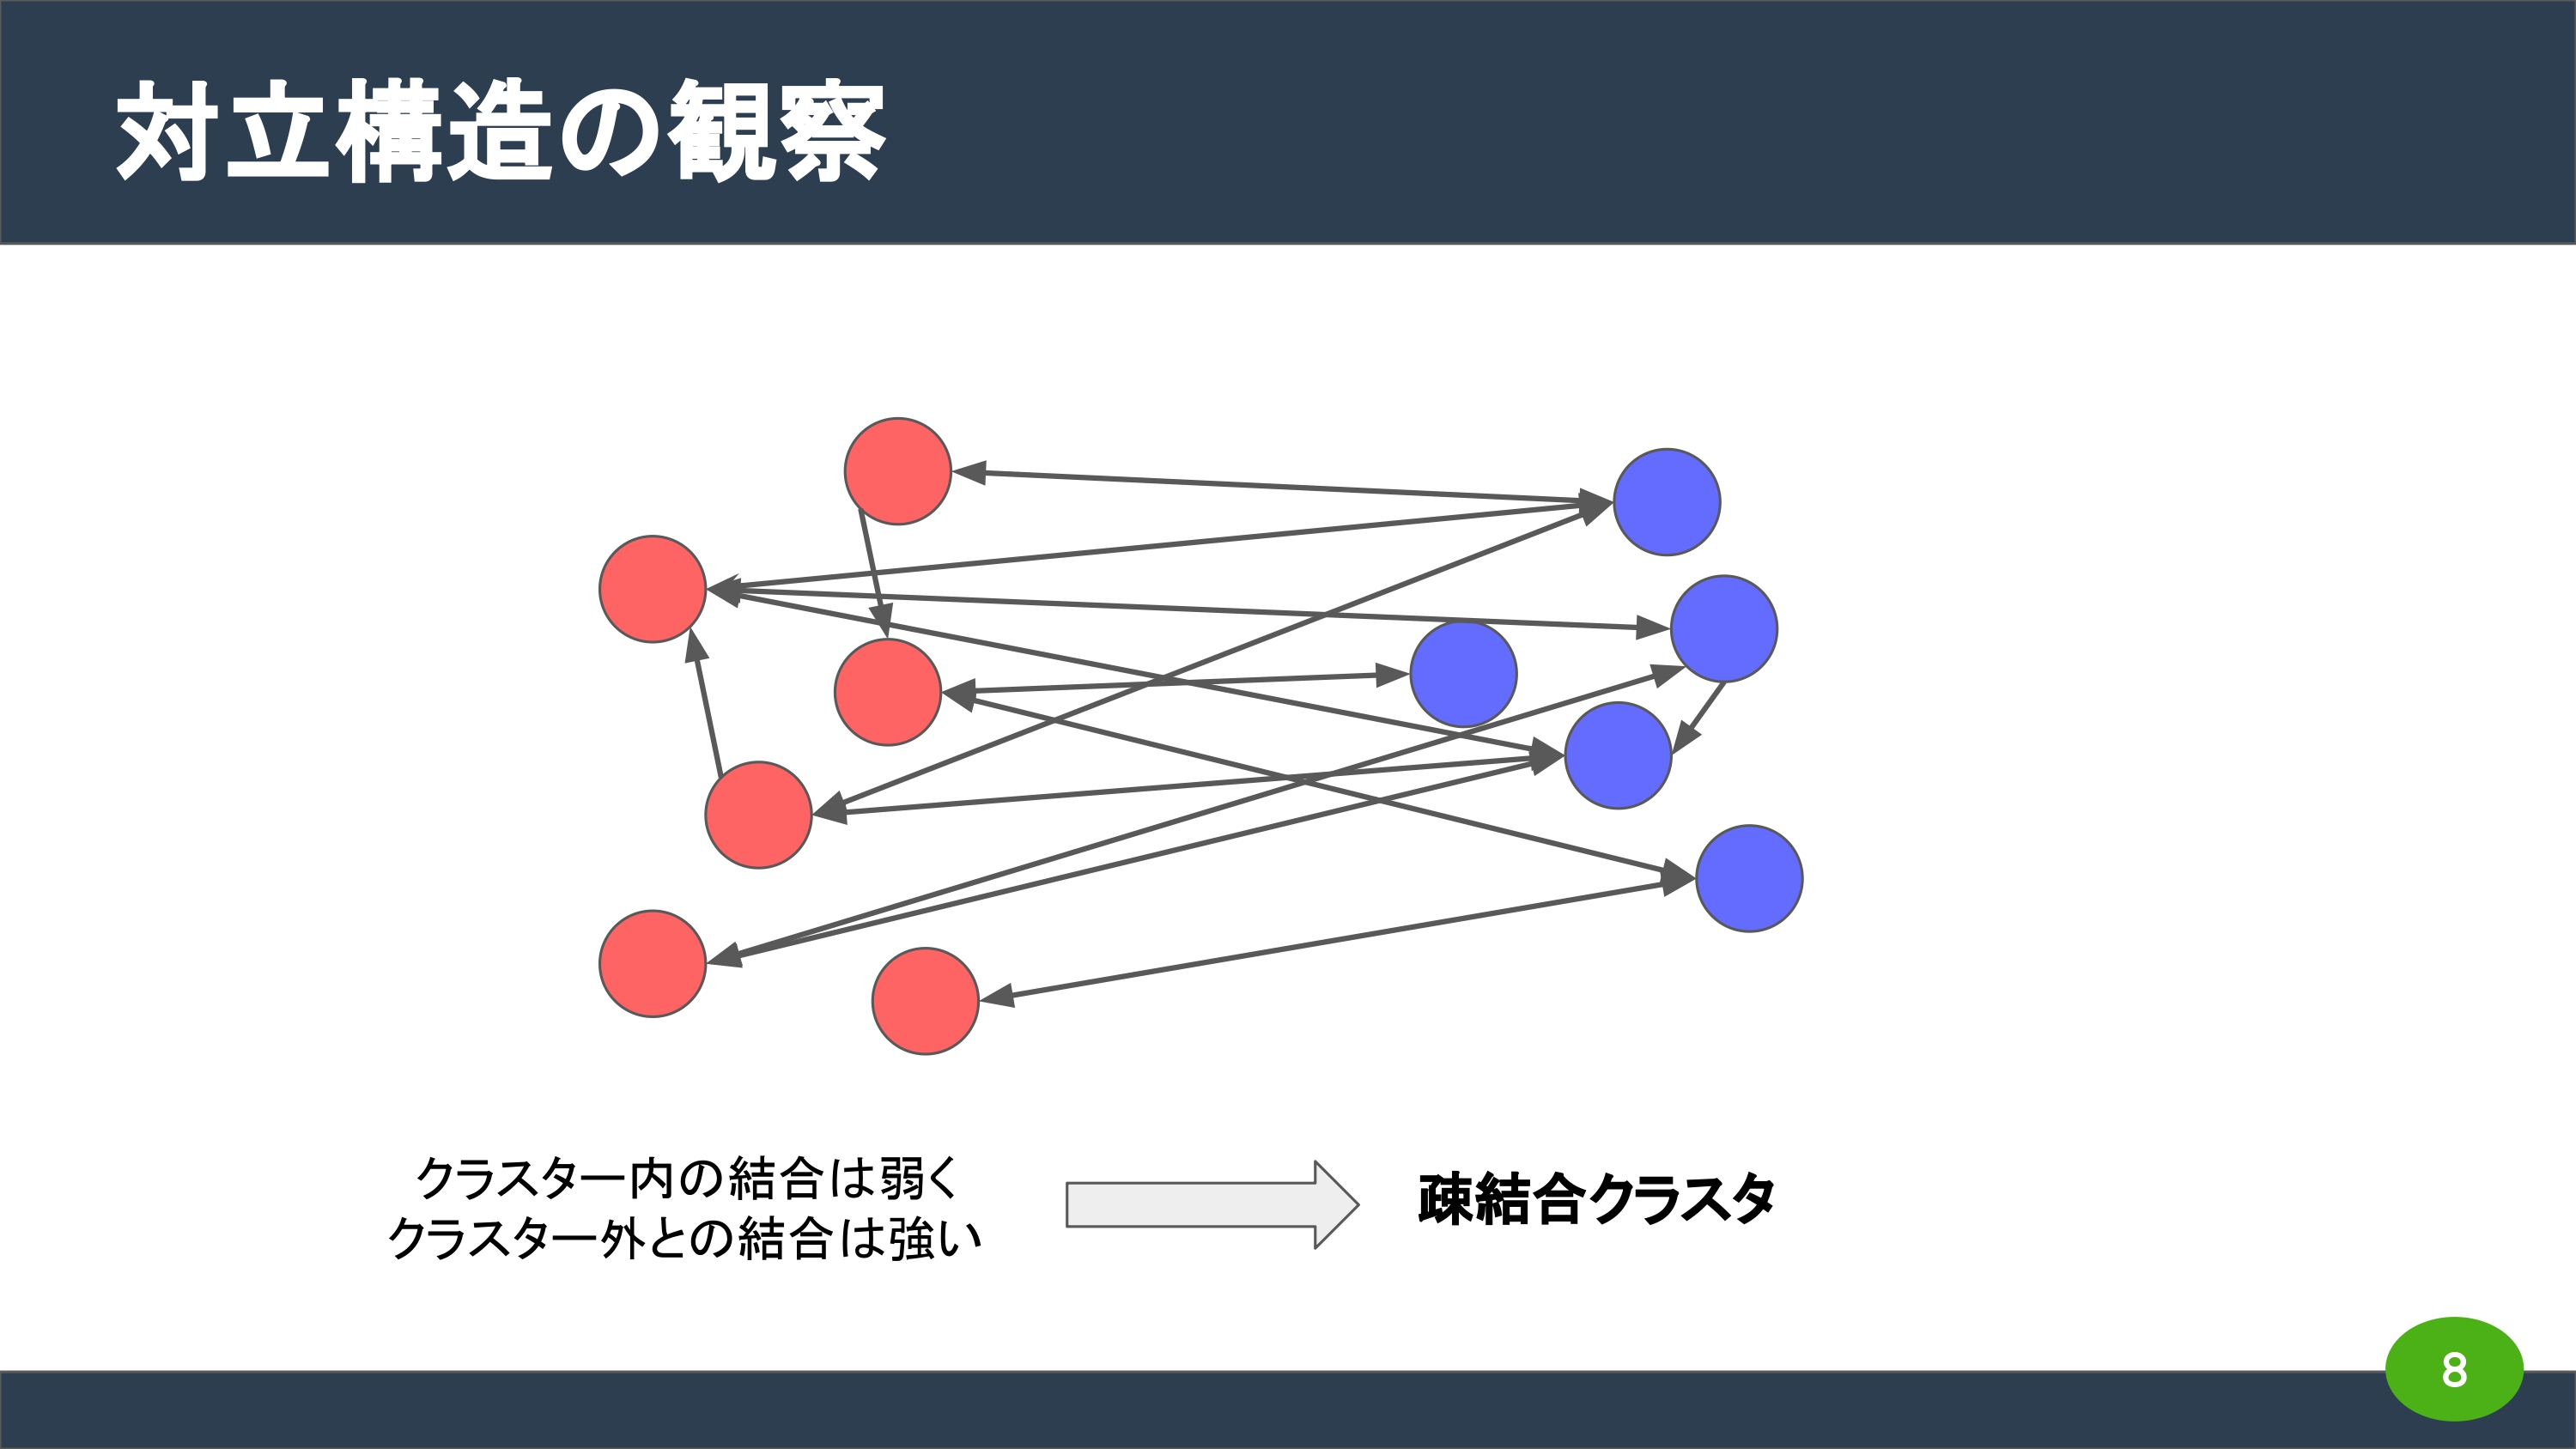 対立構造の観察
クラスター内の結合は弱く
クラスター外との結合は強い
疎結合クラスタ
8